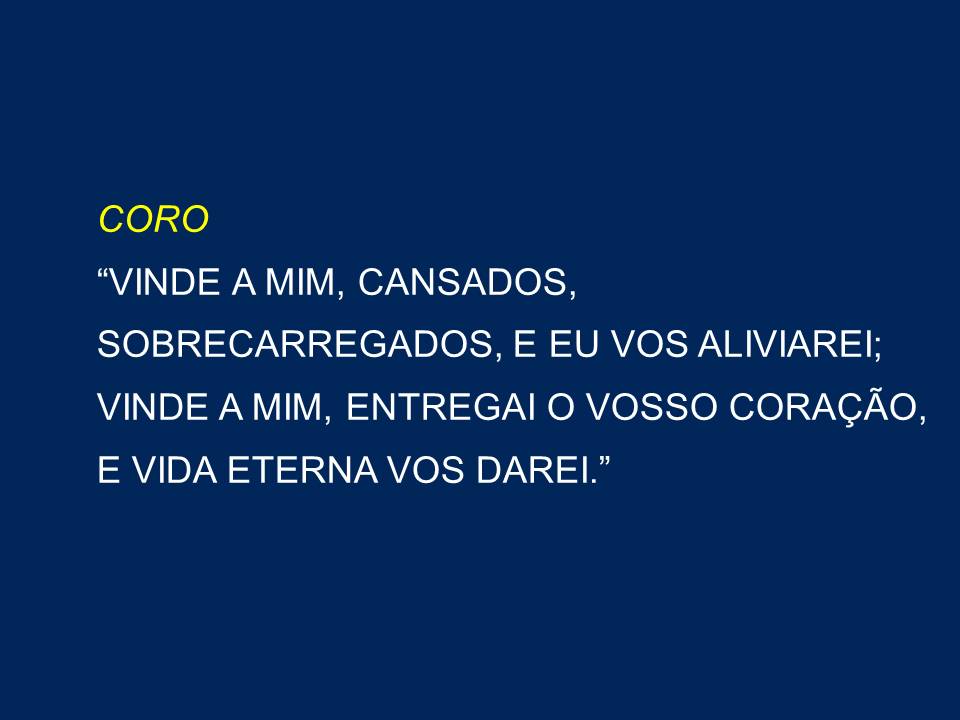 CORO
“VINDE A MIM, CANSADOS,
SOBRECARREGADOS, E EU VOS ALIVIAREI;
VINDE A MIM, ENTREGAI O VOSSO CORAÇÃO,
E VIDA ETERNA VOS DAREI.”